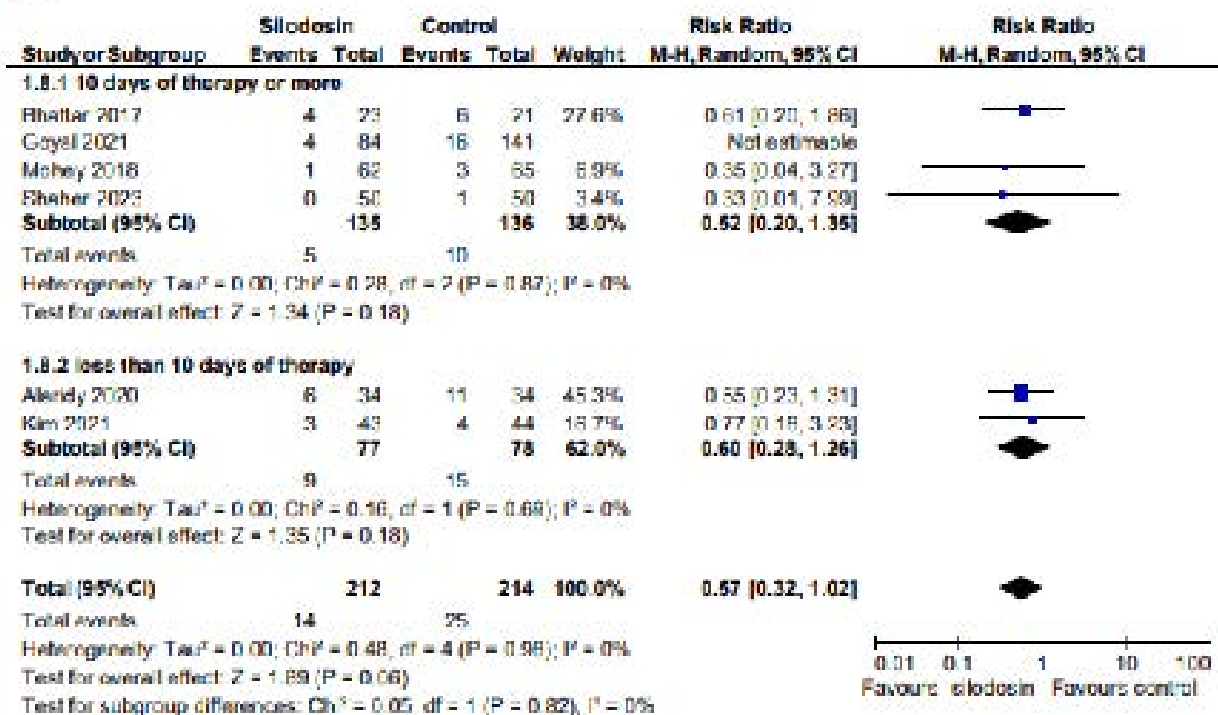 Silodosin Control Risk Ratio Risk Ratio
Study or Subgroup Events Total Events Total Weight M-H, Random, 95% CI M-H, Random, 95% CI
1.8.1 10 days of therapy or more
Bhattar 2017 4 23 6 21 27.6% 0.61 [0.20, 1.86]
Goyal 2021 4 84 16 141 Not estimable
Mohey 2018 1 62 3 65 6.9% 0.35 [0.04, 3.27]
Shaher 2023 0 50 1 50 3.4% 0.33 [0.01, 7.99]
Subtotal (95% CI) 135 136 38.0% 0.52 [0.20, 1.35]
Total events 5 10
Heterogeneity: Tau² = 0.00; Chi² = 0.28, df = 2 (P = 0.87); I² = 0%
Test for overall effect: Z = 1.34 (P = 0.18)
1.8.2 less than 10 days of therapy
2020 6 34 11 34 45.3% 0.55 [0.23, 1.31]
Kim 2021 3 43 4 44 16.7% 0.77 [0.18, 3.23]
Subtotal (95% CI) 77 78 62.0% 0.60 [0.28, 1.26]
Total events 9 15
Heterogeneity: Tau² = 0.00; Chi² = 0.16, df = 1 (P = 0.69); I² = 0%
Test for overall effect: Z = 1.35 (P = 0.18)
Total (95% CI) 212 214 100.0% 0.57 [0.32, 1.02]
Total events 14 25
Heterogeneity: Tau² = 0.00; Chi² = 0.48, df = 4 (P = 0.98); I² = 0%
Test for overall effect: Z = 1.89 (P = 0.06)
Test for subgroup differences: Chi² = 0.05, df = 1 (P = 0.82), I² = 0%
0.01 0.1 1 10 100
Favours silodosin Favours control